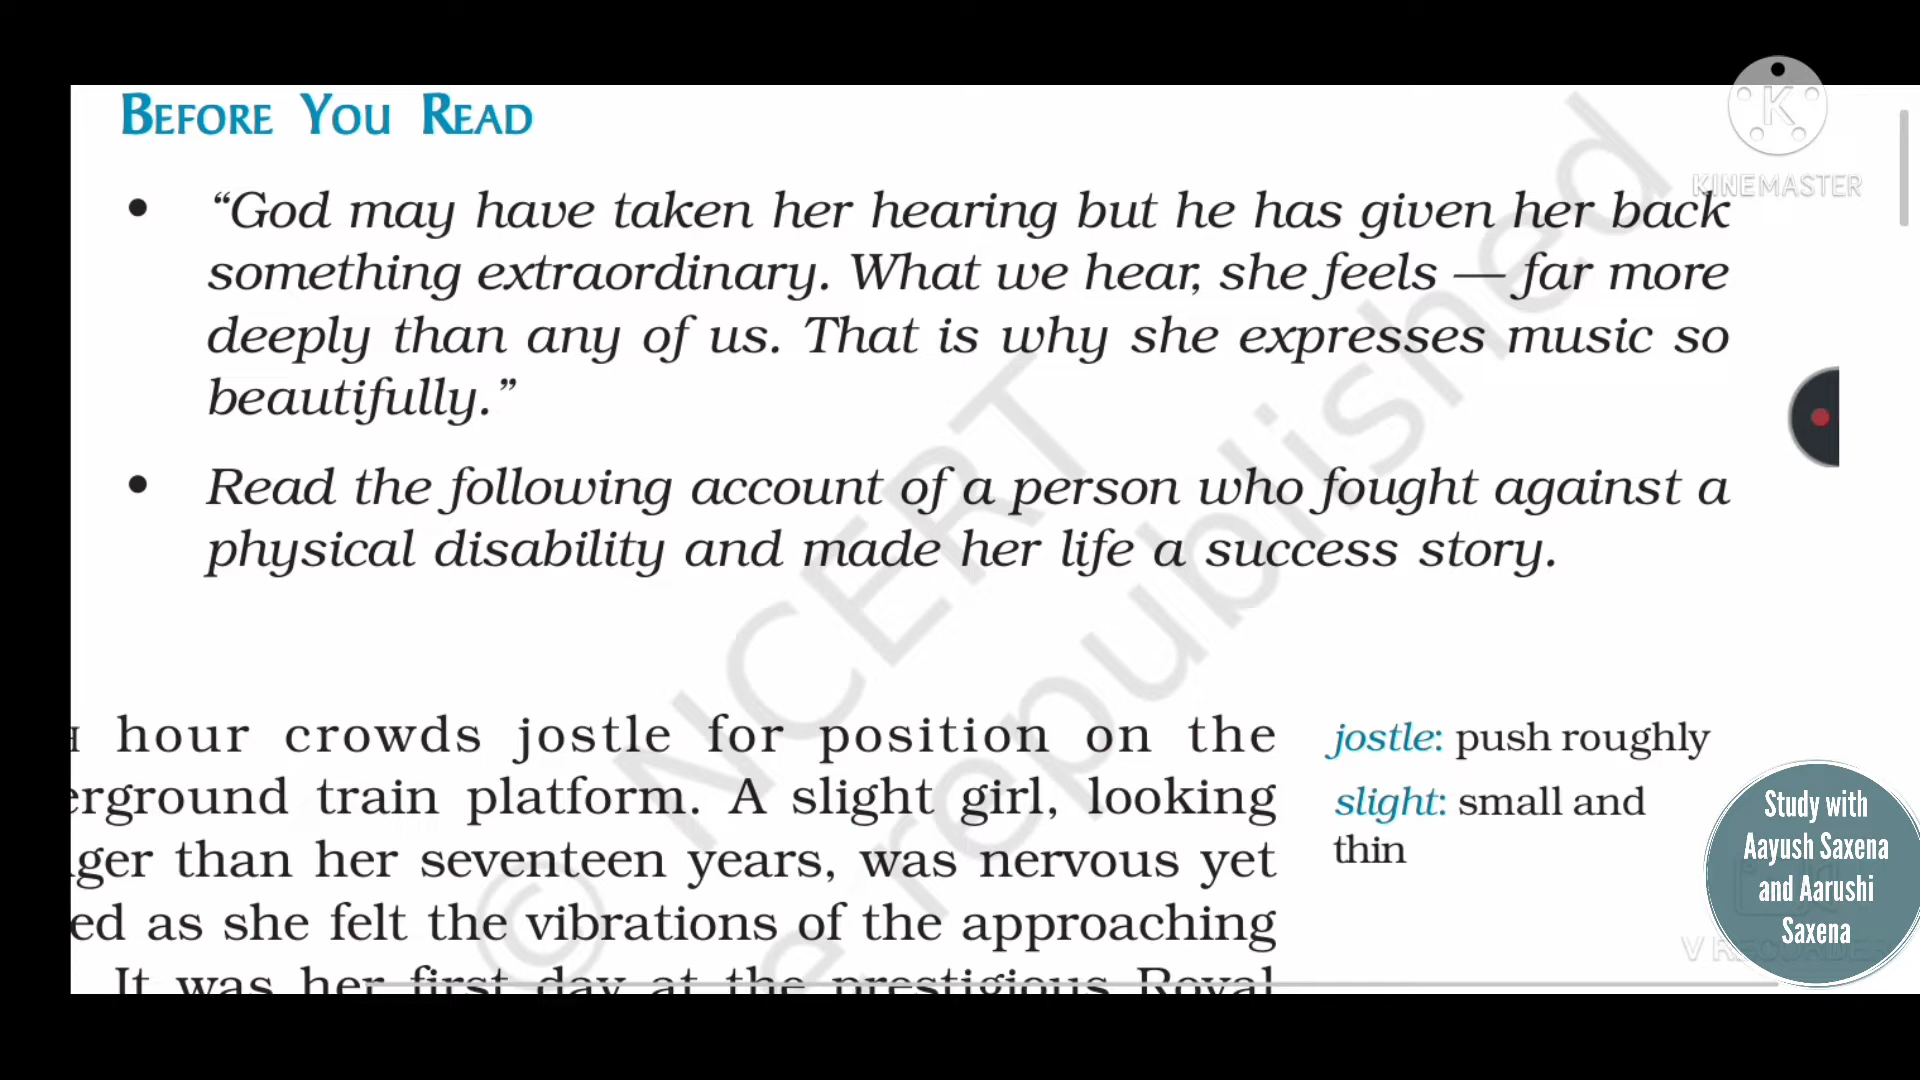 BEFORE YOU READ
• “God may have taken her hearing but he has given her back
something extraordinary. What we hear, she feels — far more
deeply than any of us. That is why she expresses music so
beautifully.”
• Read the following account of a person who fought against a
physical disability and made her life a success story.
hour crowds jostle for position on the
erground train platform. A slight girl, looking
ger than her seventeen years, was nervous yet
ed as she felt the vibrations of the approaching
It was her first day at the prestigious Royal
jostle: push roughly
slight: small and
thin
© NCERT
republished
K
KINEMASTER
Study with
Aayush Saxena
and Aarushi
Saxena